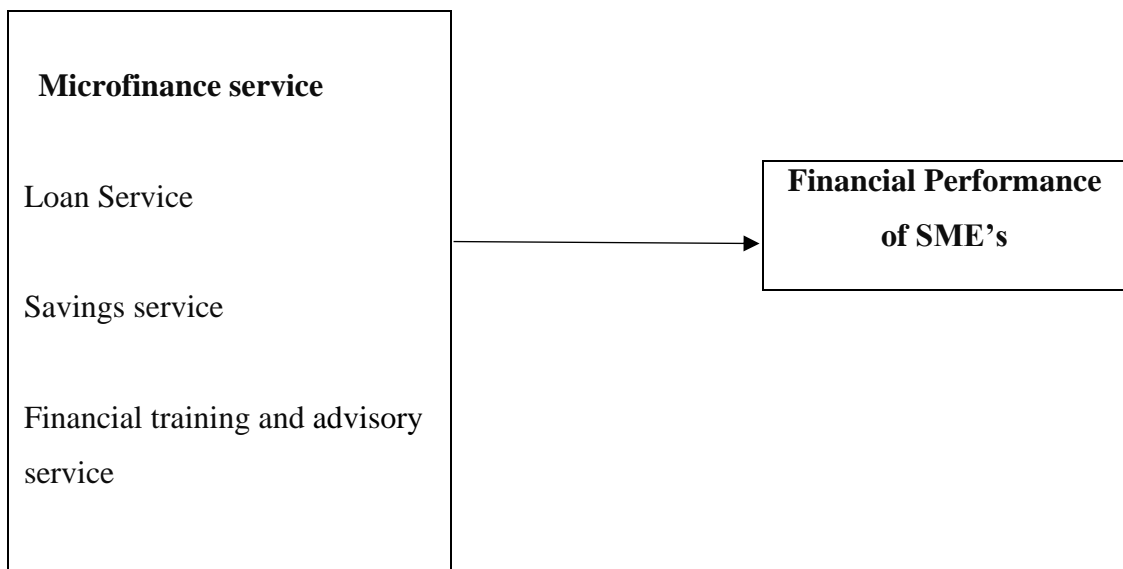 Microfinance service
Loan Service
Savings service
Financial training and advisory
service
Financial Performance
of SME’s